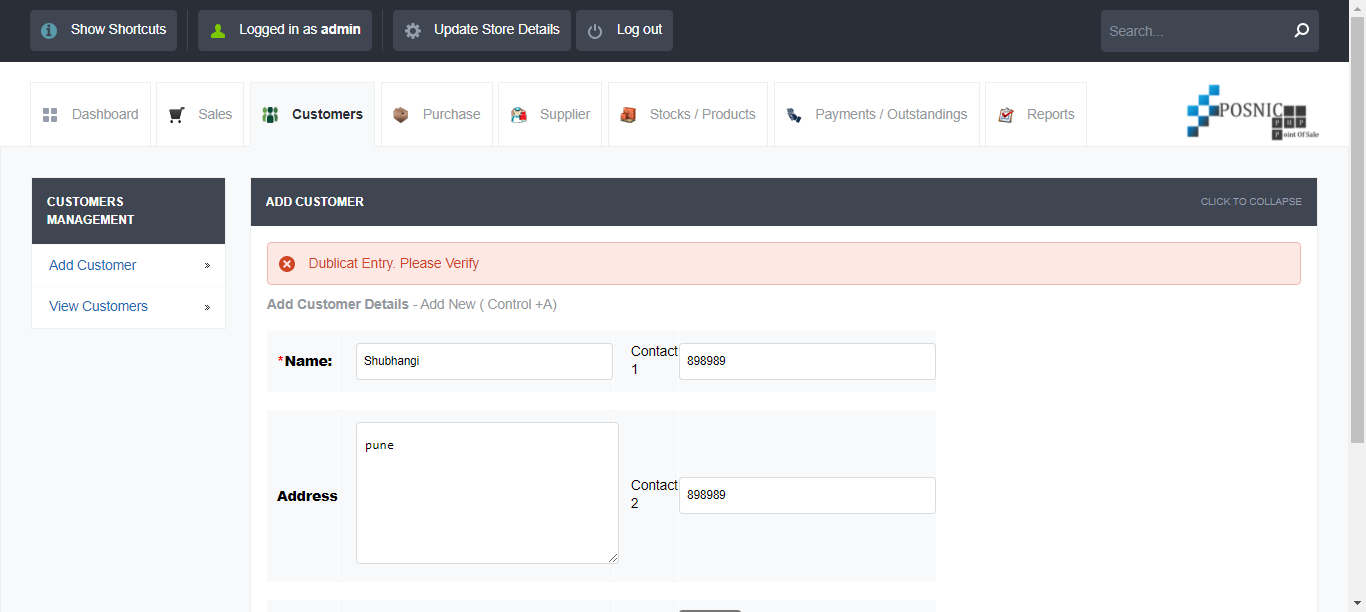 Show Shortcuts
Logged in as admin
Update Store Details
Log out
Search...
Dashboard
Sales
Customers
Purchase
Supplier
Stocks / Products
Payments / Outstandings
Reports
POSNIC
P H P
Point Of Sale
CUSTOMERS
MANAGEMENT
Add Customer »
View Customers »
ADD CUSTOMER
CLICK TO COLLAPSE
Dublicat Entry. Please Verify
Add Customer Details - Add New ( Control +A)
*Name:
Shubhangi
Contact
1
898989
Address
pune
Contact
2
898989